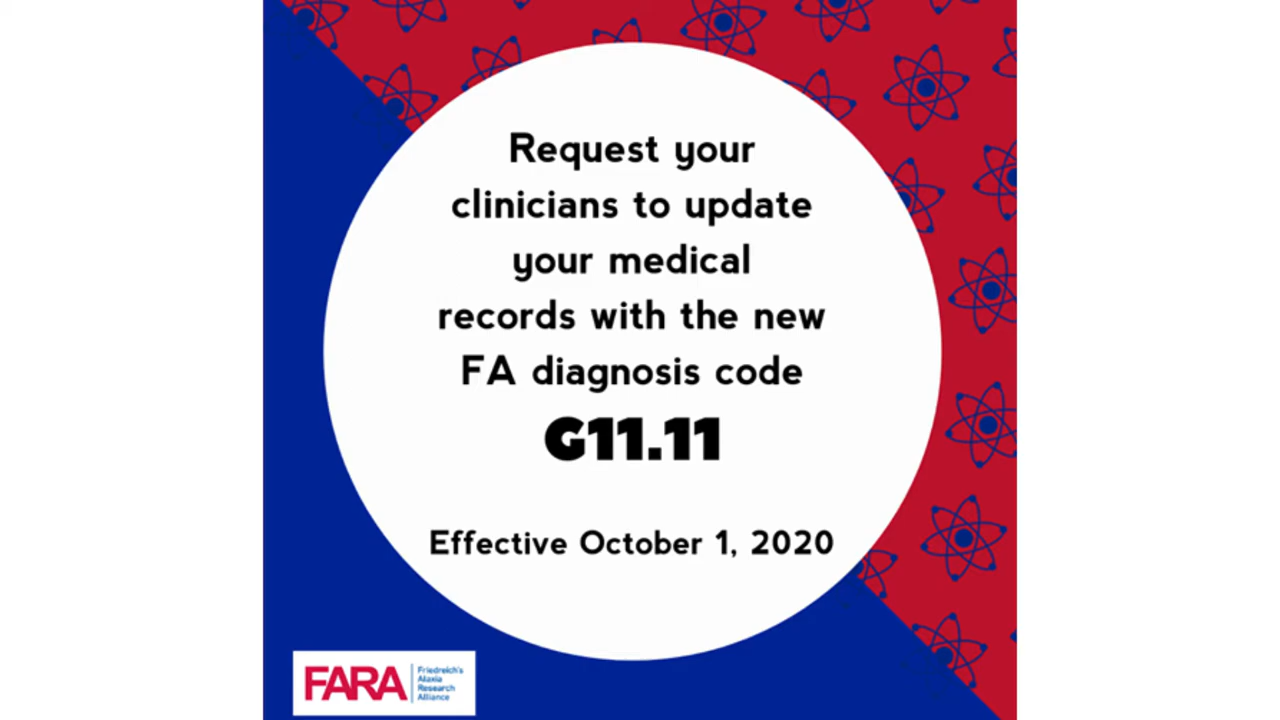 Request your
clinicians to update
your medical
records with the new
FA diagnosis code
G11.11
Effective October 1, 2020
FARA
Friedreich's
Ataxia
Research
Alliance